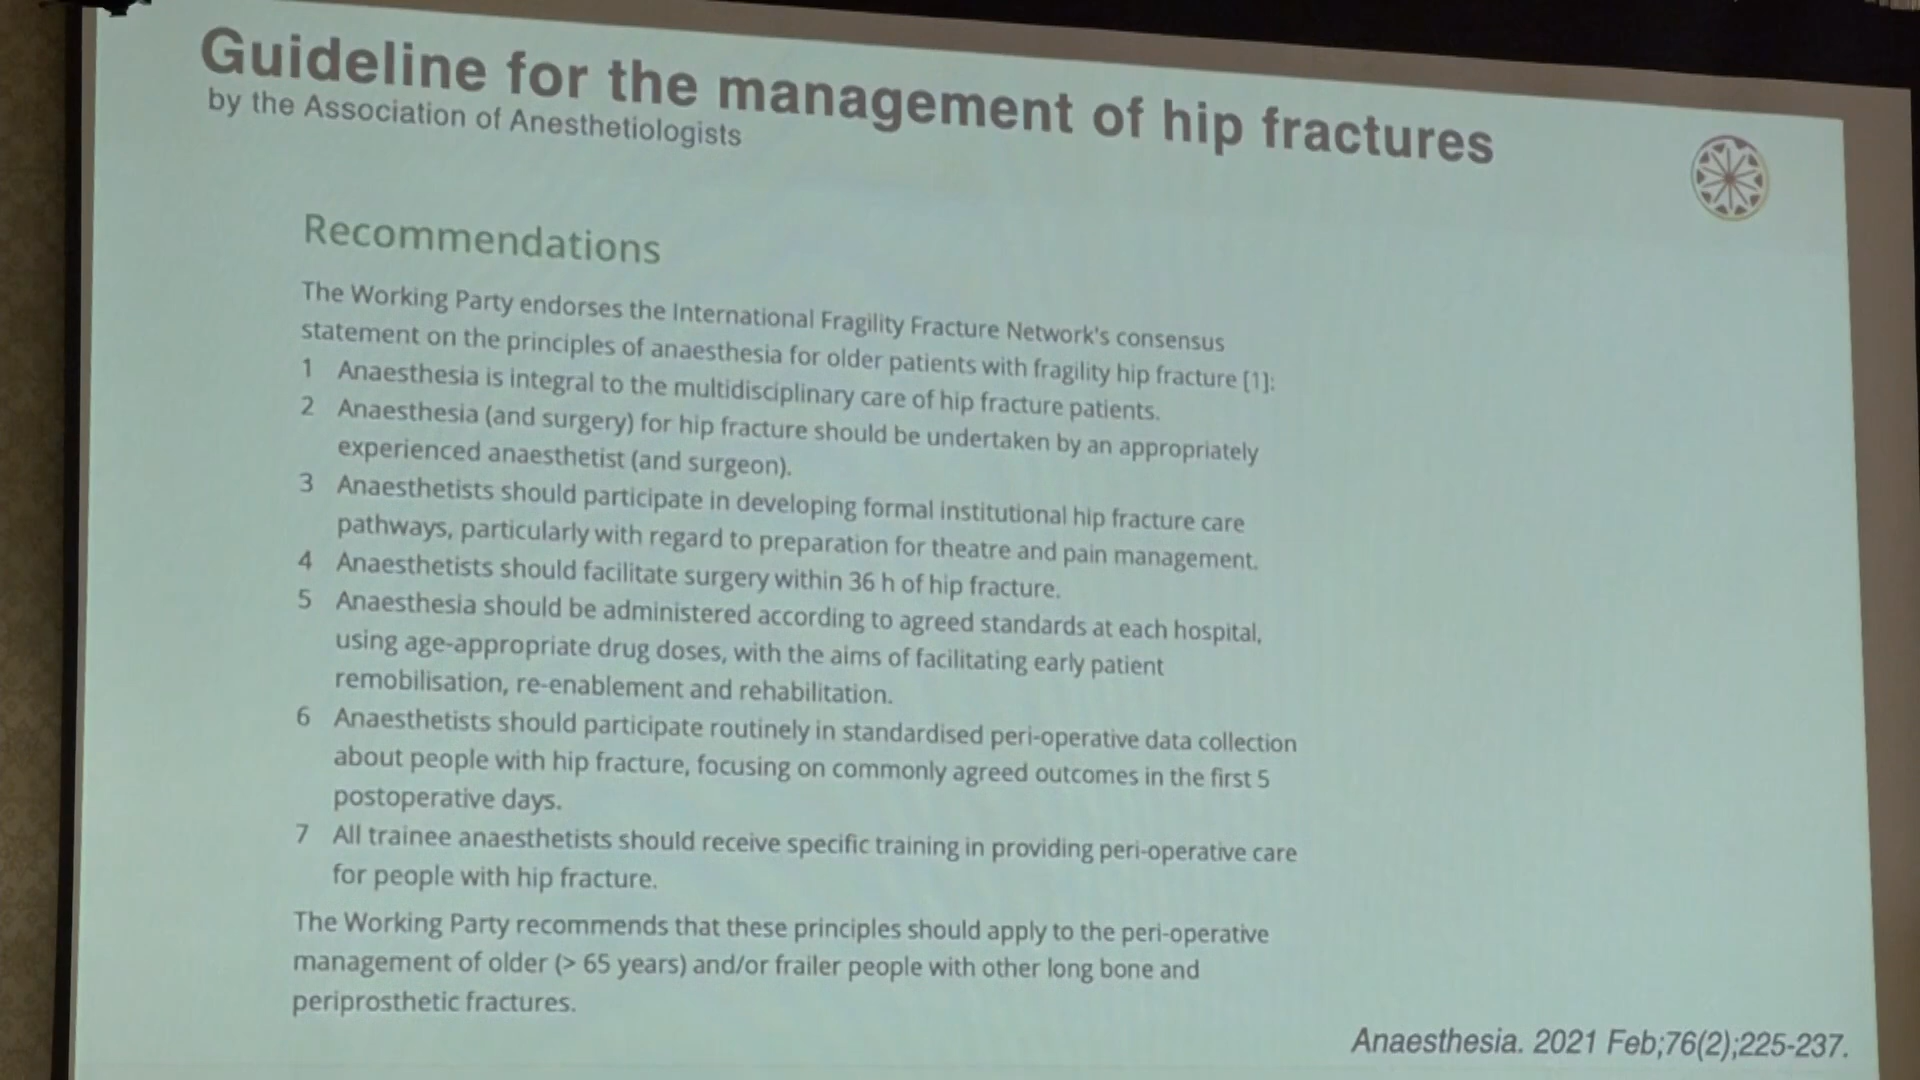 Guideline for the management of hip fractures
by the Association of Anesthetiologists
Recommendations
The Working Party endorses the International Fragility Fracture Network's consensus
statement on the principles of anaesthesia for older patients with fragility hip fracture [1]:
1 Anaesthesia is integral to the multidisciplinary care of hip fracture patients.
2 Anaesthesia (and surgery) for hip fracture should be undertaken by an appropriately
experienced anaesthetist (and surgeon).
3 Anaesthetists should participate in developing formal institutional hip fracture care
pathways, particularly with regard to preparation for theatre and pain management.
4 Anaesthetists should facilitate surgery within 36 h of hip fracture.
5 Anaesthesia should be administered according to agreed standards at each hospital,
using age-appropriate drug doses, with the aims of facilitating early patient
remobilisation, re-enablement and rehabilitation.
6 Anaesthetists should participate routinely in standardised peri-operative data collection
about people with hip fracture, focusing on commonly agreed outcomes in the first 5
postoperative days.
7 All trainee anaesthetists should receive specific training in providing peri-operative care
for people with hip fracture.
The Working Party recommends that these principles should apply to the peri-operative
management of older (> 65 years) and/or frailer people with other long bone and
periprosthetic fractures.
Anaesthesia. 2021 Feb;76(2);225-237.